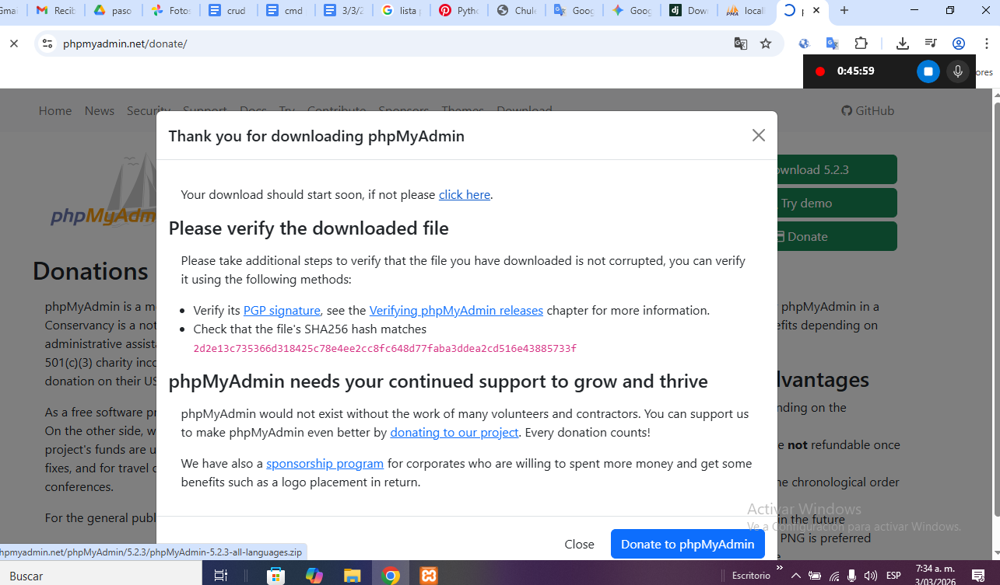 Recib
paso
Fotos
crud
cmd
3/3/2
lista
Pytho
Chule
Goog
Goog
Down
locall
phpmyadmin.net/donate/
0:45:59
ores
Home News Security Support Docs Try Contribute Sponsors Themes Download
GitHub
Thank you for downloading phpMyAdmin
Your download should start soon, if not please click here.
Please verify the downloaded file
Please take additional steps to verify that the file you have downloaded is not corrupted, you can verify
it using the following methods:
• Verify its PGP signature, see the Verifying phpMyAdmin releases chapter for more information.
• Check that the file's SHA256 hash matches
2d2e13c735366d318425c78e4ee2cc8fc648d77faba3ddea2cd516e43885733f
phpMyAdmin needs your continued support to grow and thrive
phpMyAdmin would not exist without the work of many volunteers and contractors. You can support us
to make phpMyAdmin even better by donating to our project. Every donation counts!
We have also a sponsorship program for corporates who are willing to spent more money and get some
benefits such as a logo placement in return.
Close
Donate to phpMyAdmin
phpMyAdm
Donations
phpMyAdmin is a m
Conservancy is a not
administrative assist
501(c)(3) charity inco
donation on their US
As a free software pr
On the other side, w
project's funds are u
fixes, and for travel c
conferences.
For the general publ
ownload 5.2.3
Try demo
Donate
phpMyAdmin in a
efits depending on
dvantages
nding on the
e not refundable once
he chronological order
in the future
PNG is preferred
Activar Windows
Ve a Configuración para activar Windows.
hpmyadmin.net/phpMyAdmin/5.2.3/phpMyAdmin-5.2.3-all-languages.zip
Buscar
Escritorio
ESP
7:34 a. m.
3/03/2026